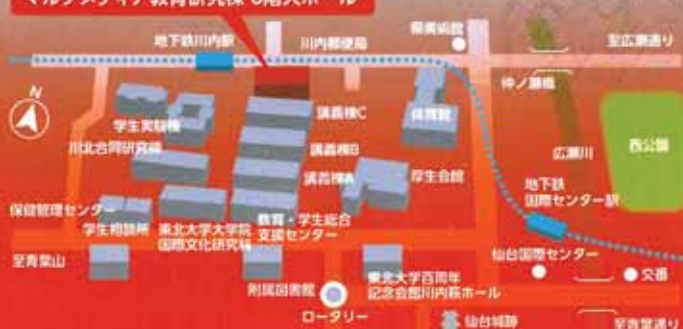 マルチメディア教育研究棟 6階大ホール
地下鉄川内駅
川内郵便局
県美術館
至広瀬通り
仲ノ瀬橋
N
学生実験棟
講義棟C
体育館
川北合同研究棟
講義棟B
広瀬川
西公園
講義棟A
厚生会館
地下鉄
国際センター駅
保健管理センター
学生相談所
東北大学大学院
国際文化研究科
教育・学生総合
支援センター
至青葉山
仙台国際センター
交番
附属図書館
東北大学百周年
記念会館川内萩ホール
ロータリー
仙台城跡
至青葉通り